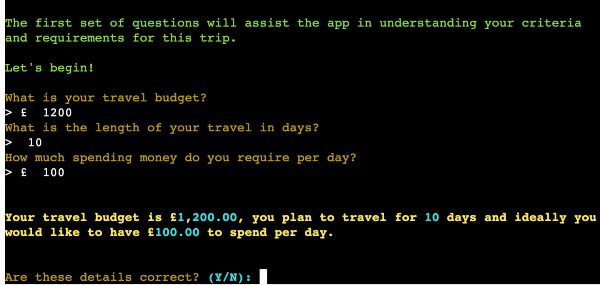 The first set of questions will assist the app in understanding your criteria
and requirements for this trip.
Let's begin!
What is your travel budget?
> £  1200
What is the length of your travel in days?
>  10
How much spending money do you require per day?
> £  100
Your travel budget is £1,200.00, you plan to travel for 10 days and ideally you
would like to have £100.00 to spend per day.
Are these details correct? (Y/N):